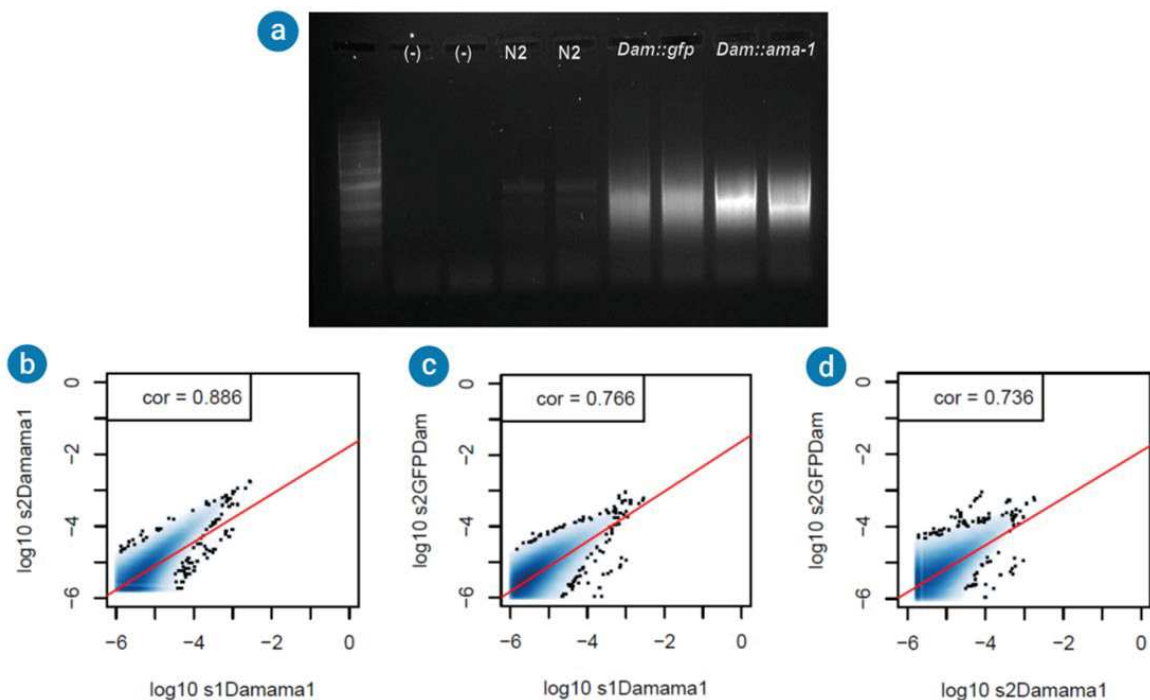 a
(-) (-) N2 N2 Dam::gfp Dam::ama-1
b
cor = 0.886
0
−2
−4
−6
log10 s2Damama1
−6 −4 −2 0
log10 s1Damama1
c
cor = 0.766
0
−2
−4
−6
log10 s2GFPDam
−6 −4 −2 0
log10 s1Damama1
d
cor = 0.736
0
−2
−4
−6
log10 s2GFPDam
−6 −4 −2 0
log10 s2Damama1